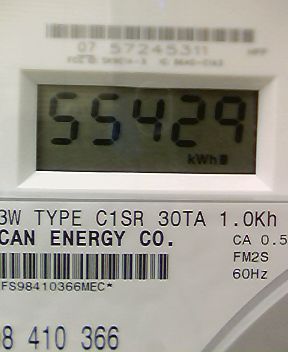 07 57245311
55429
kWh
3W TYPE C1SR 30TA 1.0Kh
CAN ENERGY CO.
CA 0.5
FM2S
FS98410366MEC*
60Hz
98 410 366